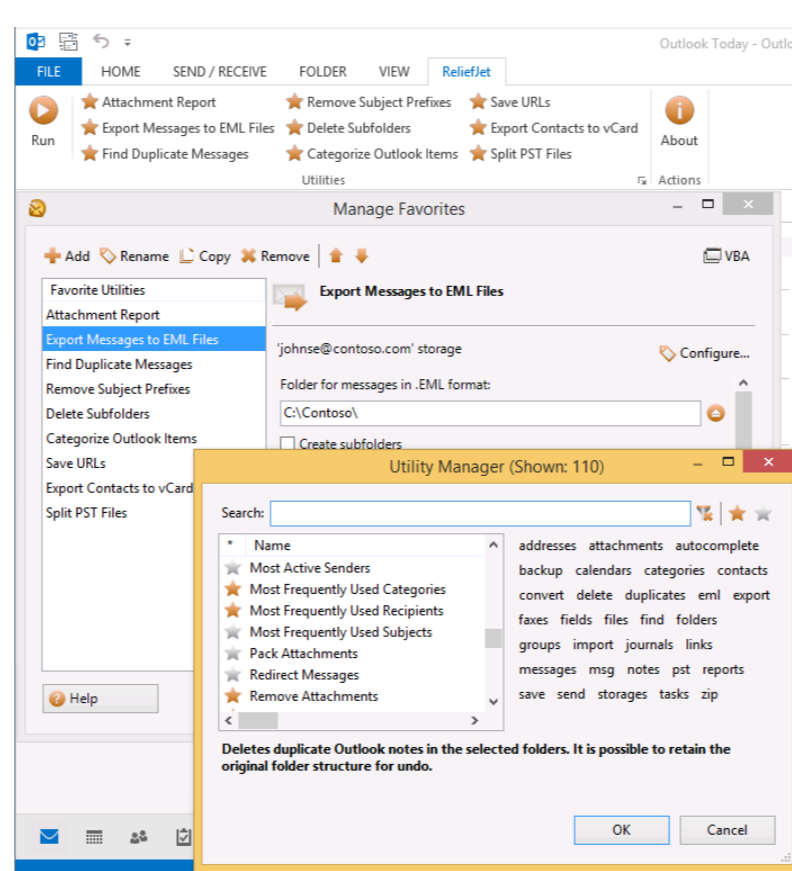 Outlook Today - Outlo
FILE HOME SEND / RECEIVE FOLDER VIEW ReliefJet
Run
Attachment Report
Export Messages to EML Files
Find Duplicate Messages
Remove Subject Prefixes
Delete Subfolders
Categorize Outlook Items
Save URLs
Export Contacts to vCard
Split PST Files
About
Utilities
Actions
Manage Favorites
Add Rename Copy Remove VBA
Favorite Utilities
Attachment Report
Export Messages to EML Files
Find Duplicate Messages
Remove Subject Prefixes
Delete Subfolders
Categorize Outlook Items
Save URLs
Export Contacts to vCard
Split PST Files
Help
Export Messages to EML Files
'johnse@contoso.com' storage
Configure...
Folder for messages in .EML format:
C:\Contoso\
Create subfolders
Utility Manager (Shown: 110)
Search:
* Name
Most Active Senders
Most Frequently Used Categories
Most Frequently Used Recipients
Most Frequently Used Subjects
Pack Attachments
Redirect Messages
Remove Attachments
addresses attachments autocomplete
backup calendars categories contacts
convert delete duplicates eml export
faxes fields files find folders
groups import journals links
messages msg notes pst reports
save send storages tasks zip
Deletes duplicate Outlook notes in the selected folders. It is possible to retain the
original folder structure for undo.
OK Cancel